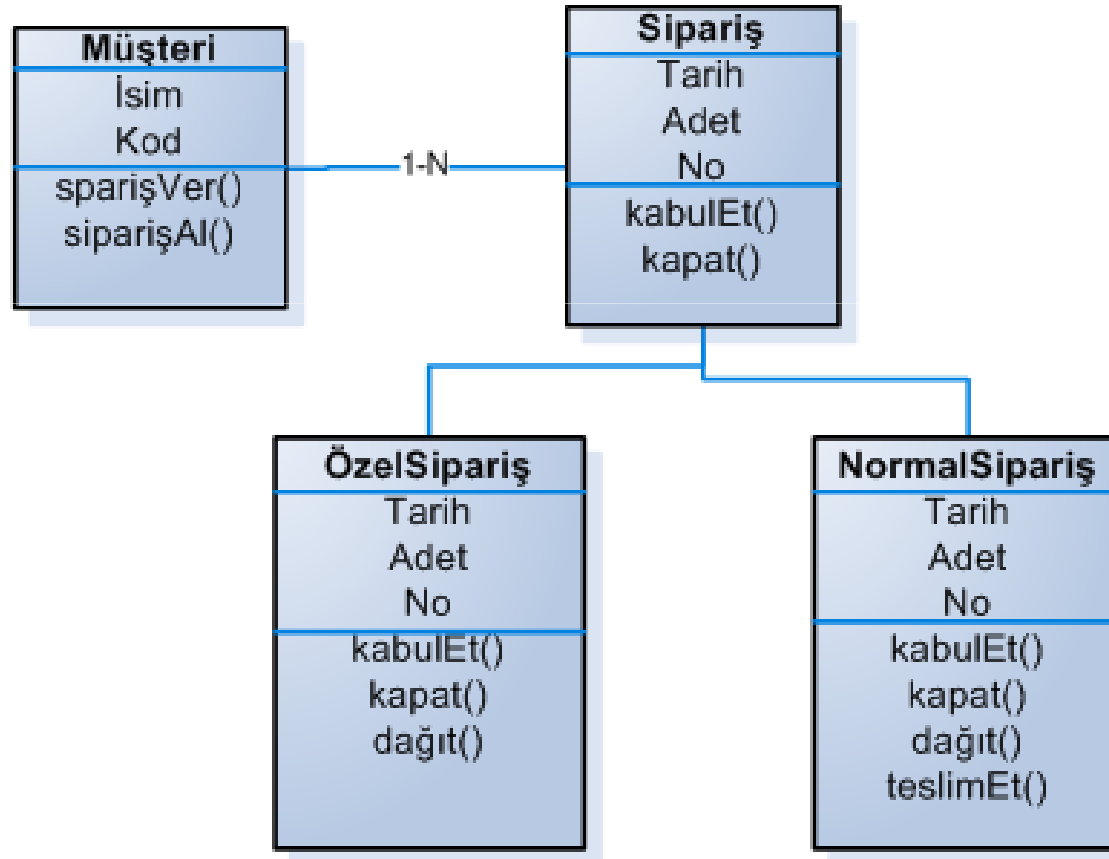 Müşteri
İsim
Kod
sparişVer()
siparişAl()
1-N
Sipariş
Tarih
Adet
No
kabulEt()
kapat()
ÖzelSipariş
Tarih
Adet
No
kabulEt()
kapat()
dağıt()
NormalSipariş
Tarih
Adet
No
kabulEt()
kapat()
dağıt()
teslimEt()